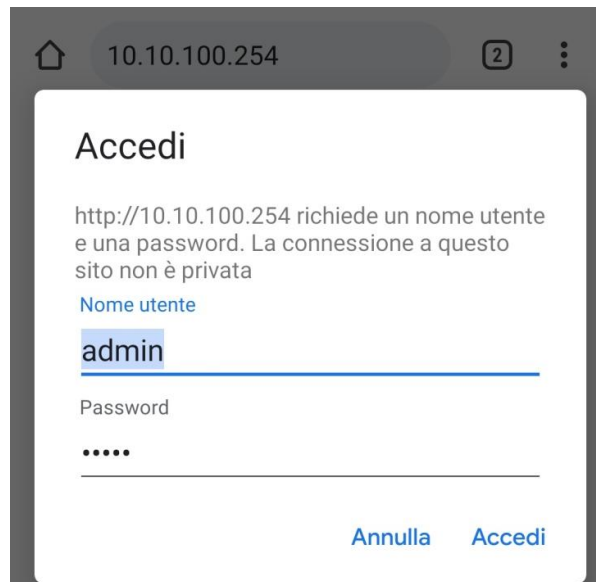 10.10.100.254
2
Accedi
http://10.10.100.254 richiede un nome utente
e una password. La connessione a questo
sito non è privata
Nome utente
admin
Password
•••••
Annulla
Accedi